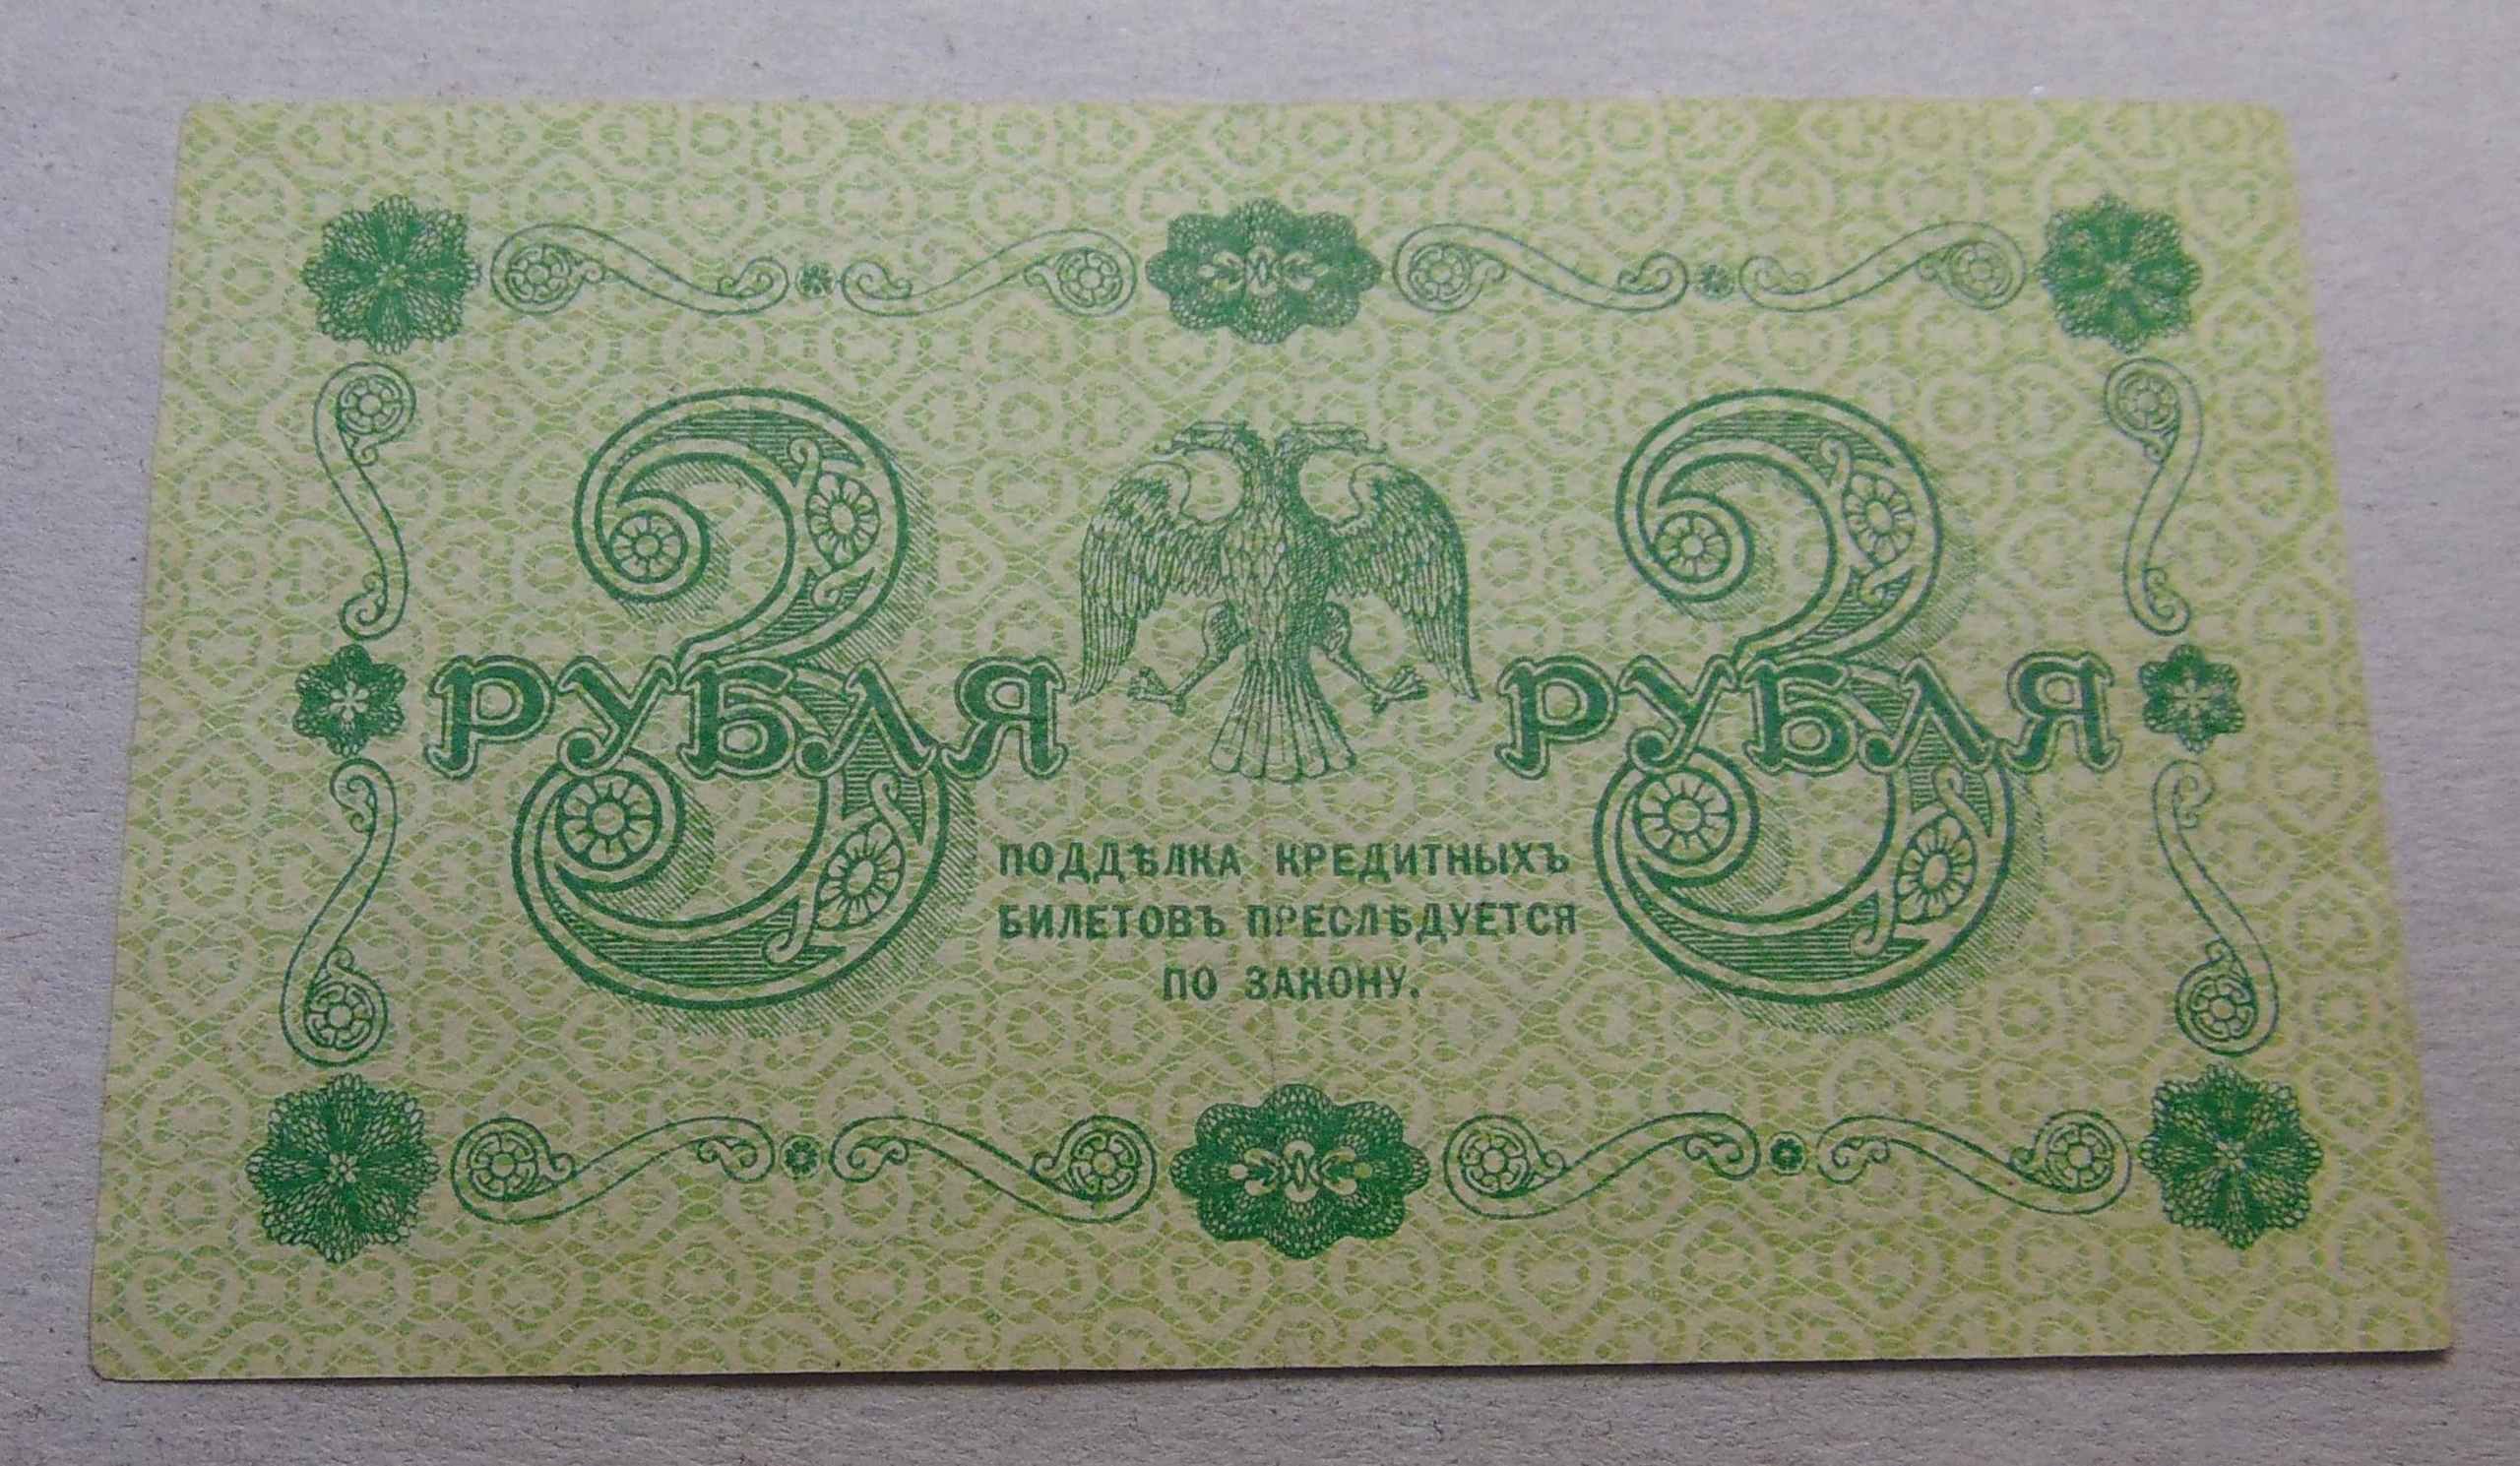 3 РУБЛЯ
3 РУБЛЯ
ПОДДѢЛКА КРЕДИТНЫХЪ
БИЛЕТОВЪ ПРЕСЛѢДУЕТСЯ
ПО ЗАКОНУ.